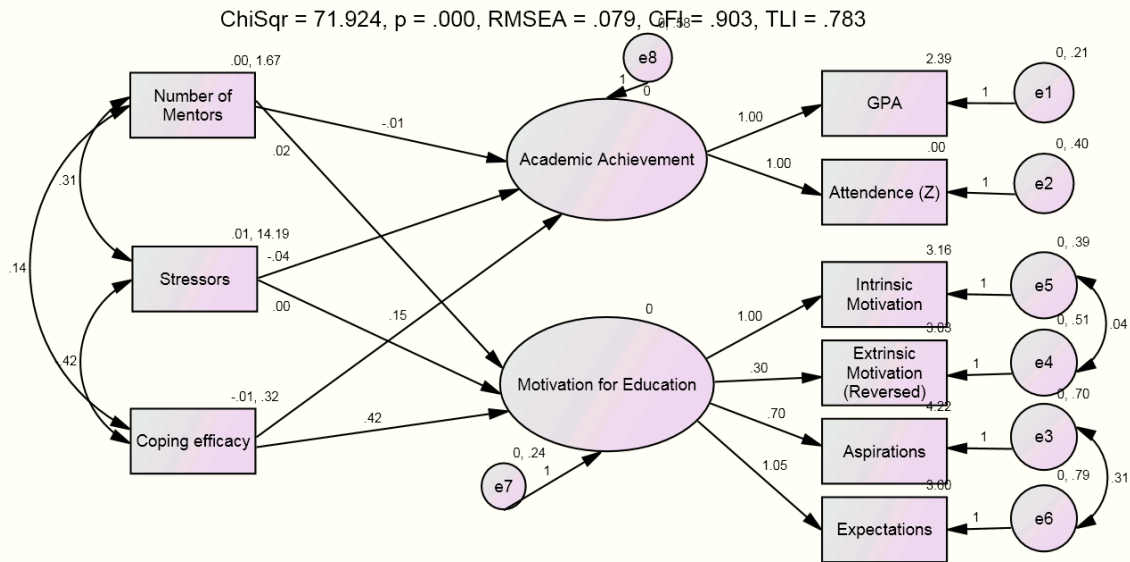 ChiSqr = 71.924, p = .000, RMSEA = .079, CFI = .903, TLI = .783
0, .58
e8
1
0
.00, 1.67
Number of
Mentors
-.01
.02
Academic Achievement
1.00
1.00
2.39
GPA
1
0, .21
e1
.00
Attendence (Z)
1
0, .40
e2
.31
.14
.01, 14.19
Stressors
-.04
.00
.15
.42
-.01, .32
Coping efficacy
.42
0
Motivation for Education
0, .24
e7
1
1.00
.30
.70
1.05
3.16
Intrinsic
Motivation
1
0, .39
e5
.04
Extrinsic
Motivation
(Reversed)
1
0, .51
e4
4.22
Aspirations
1
0, .70
e3
.31
Expectations
1
0, .79
e6